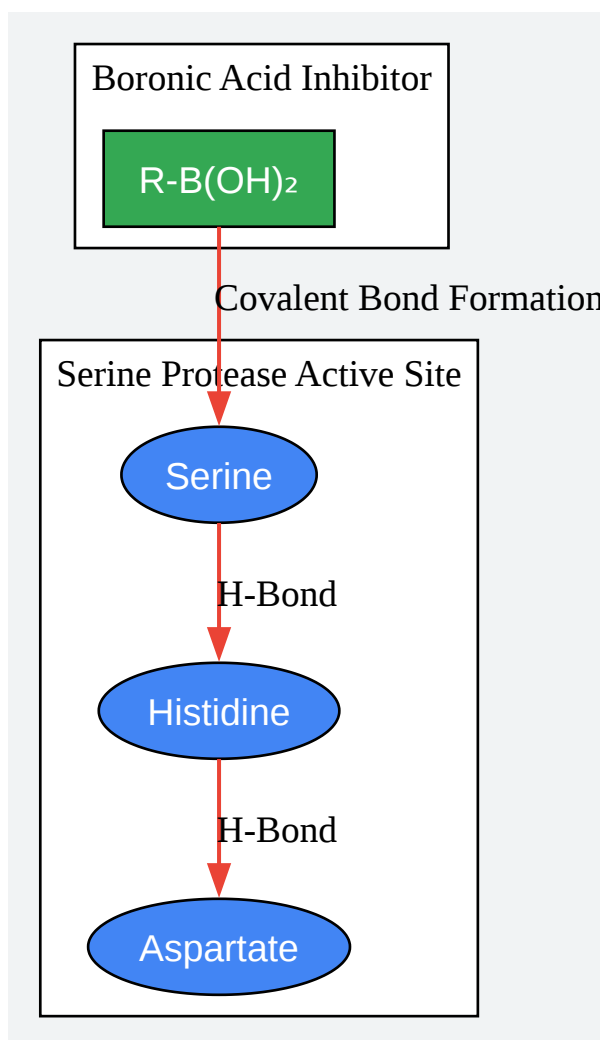 Boronic Acid Inhibitor
R-B(OH)₂
Covalent Bond Formation
Serine Protease Active Site
Serine
H-Bond
Histidine
H-Bond
Aspartate